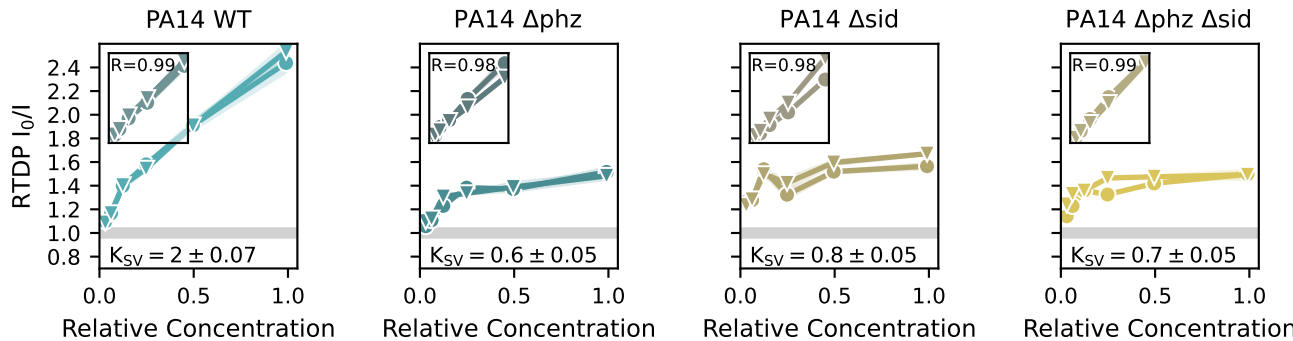 PA14 WT
PA14 Δphz
PA14 Δsid
PA14 Δphz Δsid
RTDP I₀/I
2.4
2.2
2.0
1.8
1.6
1.4
1.2
1.0
0.8
R=0.99
R=0.98
R=0.98
R=0.99
K_SV = 2 ± 0.07
K_SV = 0.6 ± 0.05
K_SV = 0.8 ± 0.05
K_SV = 0.7 ± 0.05
0.0 0.5 1.0
0.0 0.5 1.0
0.0 0.5 1.0
0.0 0.5 1.0
Relative Concentration
Relative Concentration
Relative Concentration
Relative Concentration